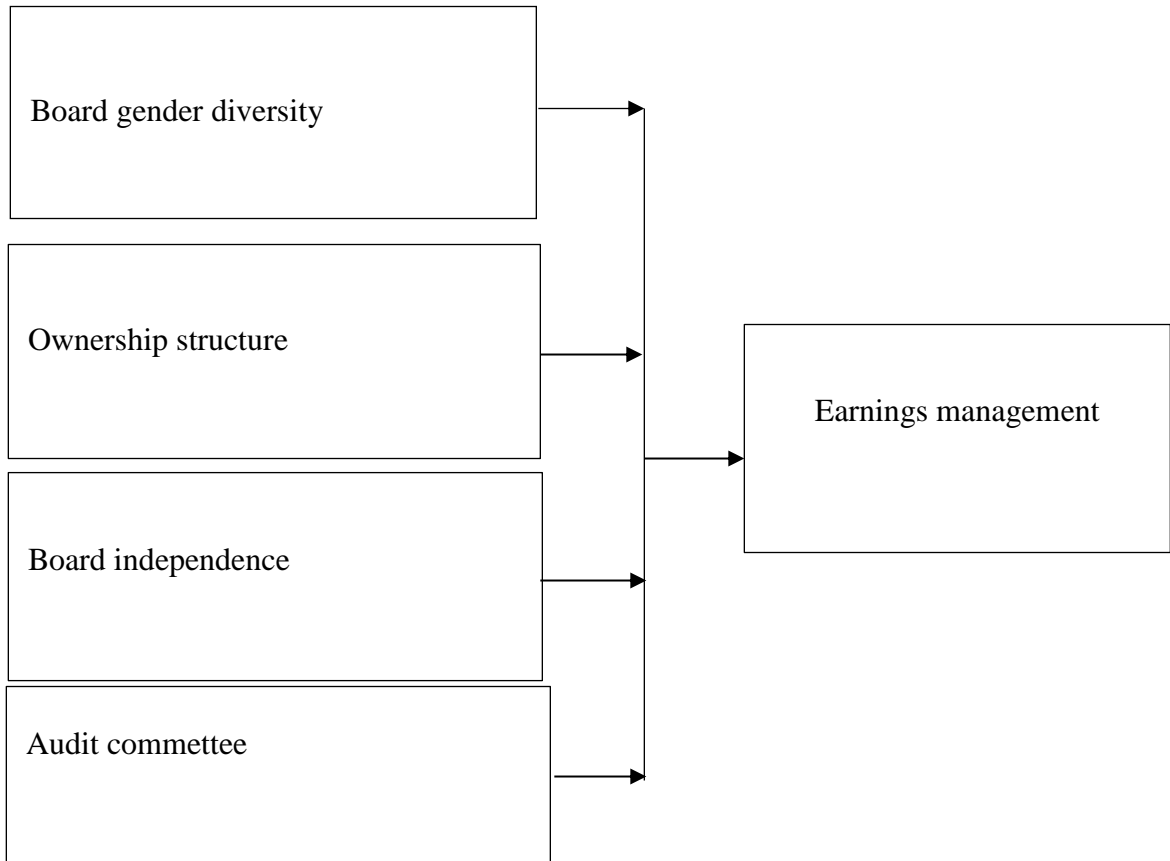 Board gender diversity
Ownership structure
Earnings management
Board independence
Audit commettee